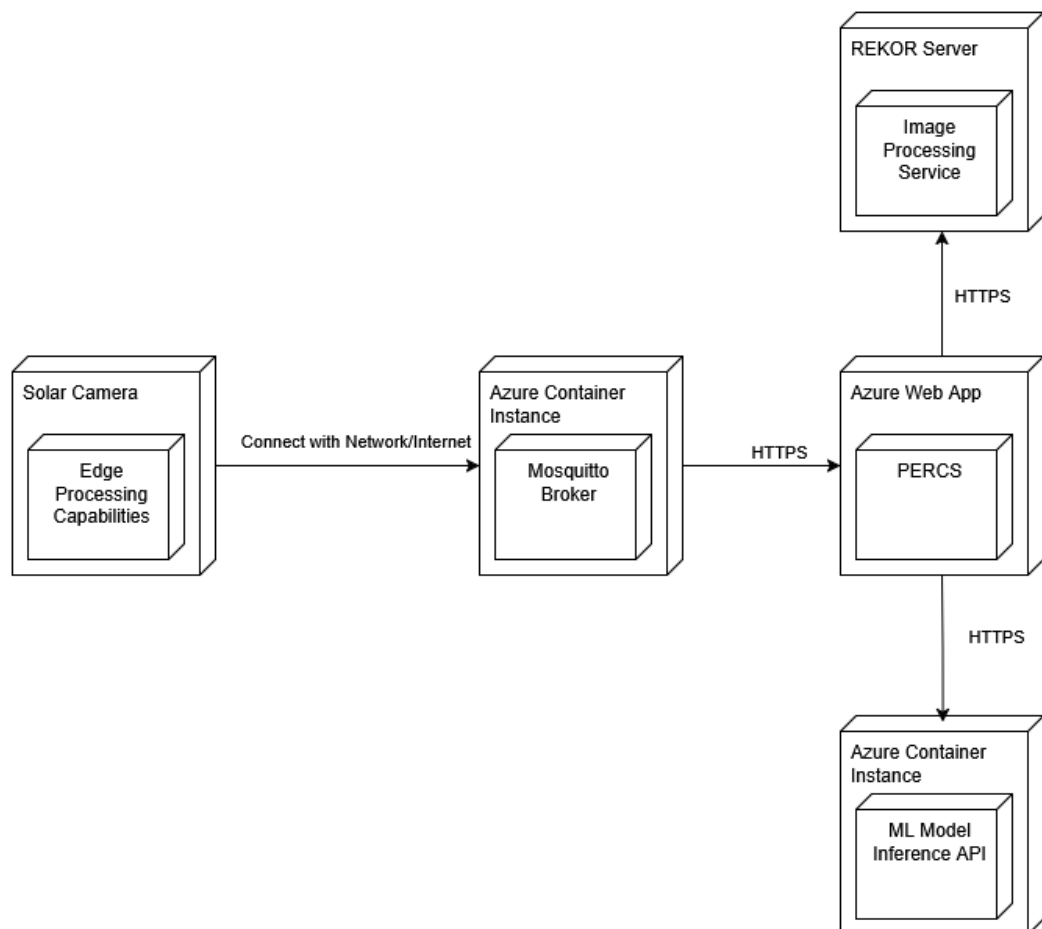 REKOR Server
Image
Processing
Service
HTTPS
Solar Camera
Edge
Processing
Capabilities
Connect with Network/Internet
Azure Container
Instance
Mosquitto
Broker
HTTPS
Azure Web App
PERCS
HTTPS
Azure Container
Instance
ML Model
Inference API